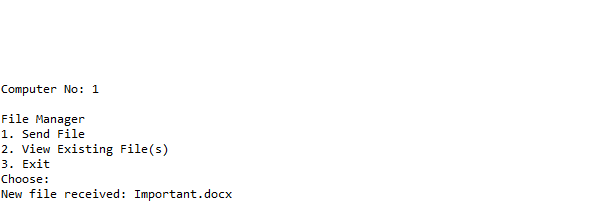 Computer No: 1
File Manager
1. Send File
2. View Existing File(s)
3. Exit
Choose:
New file received: Important.docx